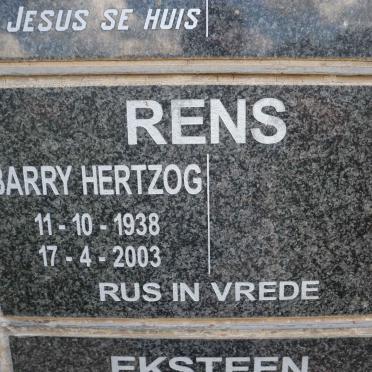 JESUS SE HUIS
RENS
BARRY HERTZOG
11 - 10 - 1938
17 - 4 - 2003
RUS IN VREDE
EKSTEEN